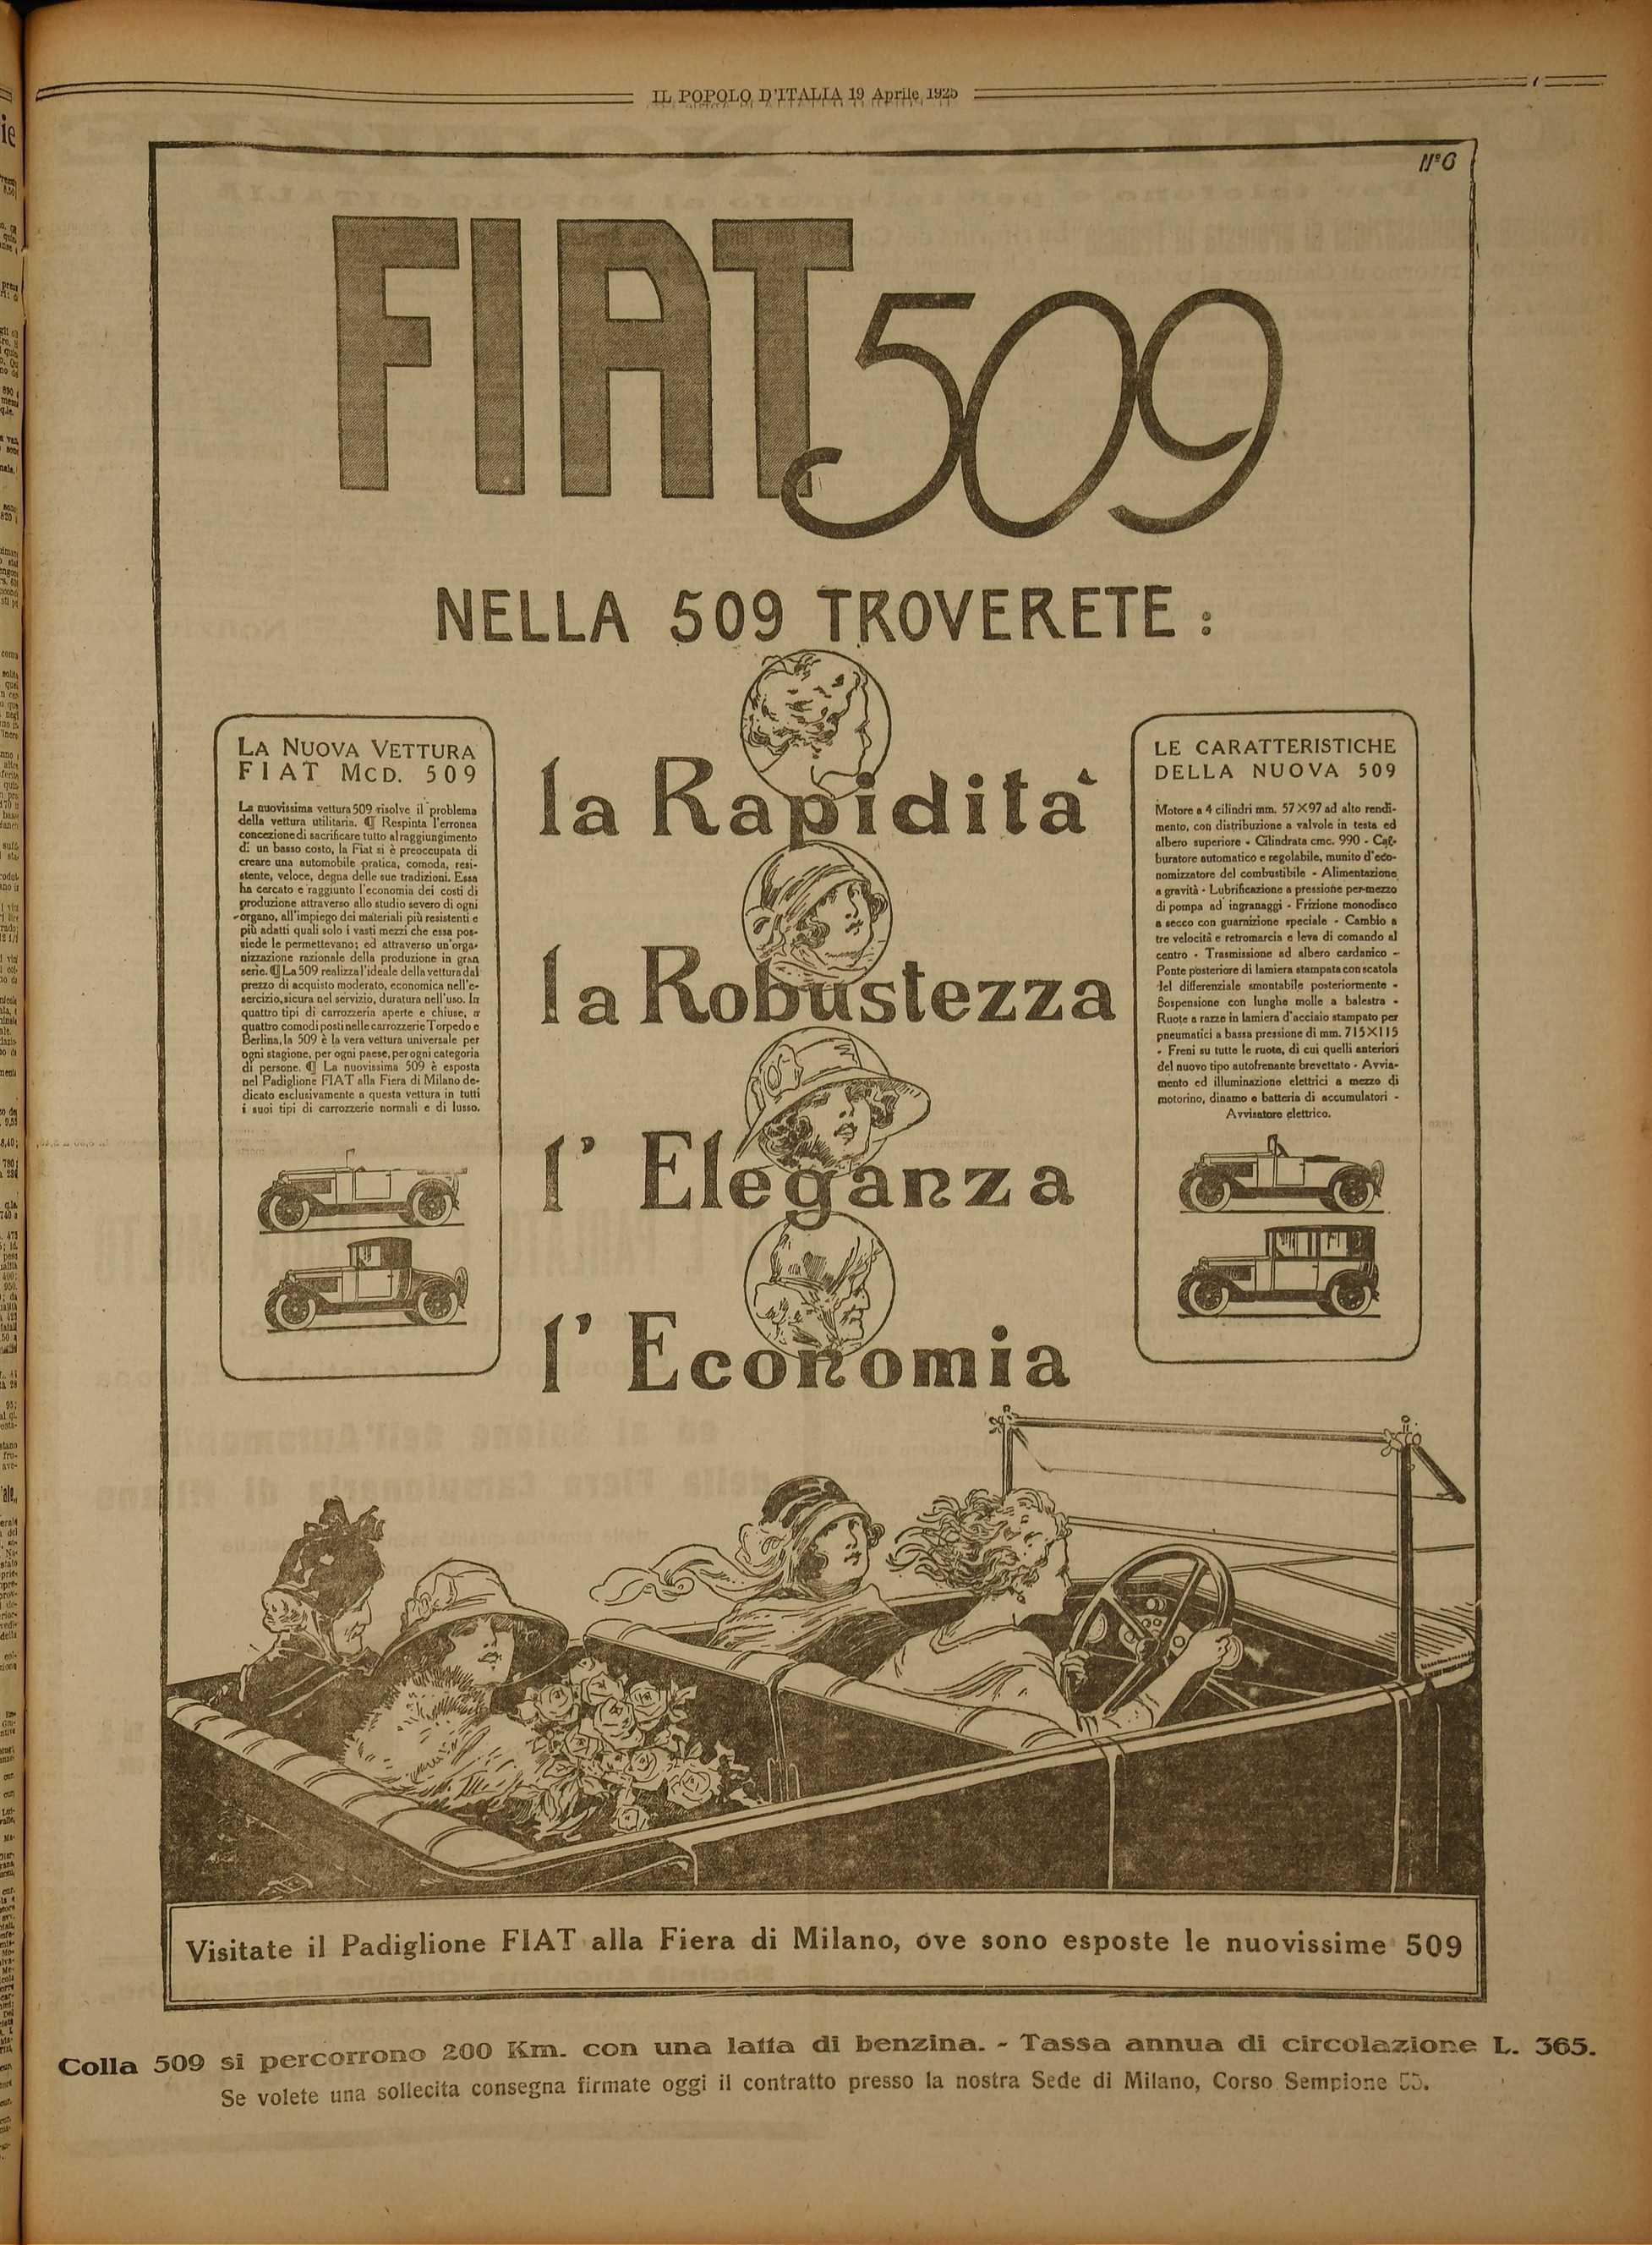 IL POPOLO D'ITALIA 19 Aprile 1925
N° 6
FIAT 509
NELLA 509 TROVERETE :
LA NUOVA VETTURA
FIAT MOD. 509
La nuovissima vettura 509 risolve il problema
della vettura utilitaria. ¶ Respinta l'erronea
concezione di sacrificare tutto al raggiungimento
di un basso costo, la Fiat si è preoccupata di
creare una automobile pratica, comoda, resi-
stente, veloce, degna delle sue tradizioni. Essa
ha cercato e raggiunto l'economia dei costi di
produzione attraverso allo studio severo di ogni
organo, all'impiego dei materiali più resistenti e
più adatti quali solo i vasti mezzi che essa pos-
siede le permettevano; ed attraverso un'orga-
nizzazione razionale della produzione in gran
serie. ¶ La 509 realizza l'ideale della vettura dal
prezzo di acquisto moderato, economica nell'e-
sercizio, sicura nel servizio, duratura nell'uso. In
quattro tipi di carrozzeria aperte e chiuse, a
quattro comodi posti nelle carrozzerie Torpedo e
Berlina, la 509 è la vera vettura universale per
ogni stagione, per ogni paese, per ogni categoria
di persone. ¶ La nuovissima 509 è esposta
nel Padiglione FIAT alla Fiera di Milano de-
dicato esclusivamente a questa vettura in tutti
i suoi tipi di carrozzerie normali e di lusso.
la Rapidità
la Robustezza
l' Eleganza
l' Economia
LE CARATTERISTICHE
DELLA NUOVA 509
Motore a 4 cilindri mm. 57×97 ad alto rendi-
mento, con distribuzione a valvole in testa ed
albero superiore - Cilindrata cmc. 990 - Car-
buratore automatico e regolabile, munito d'eco-
nomizzatore del combustibile - Alimentazione
a gravità - Lubrificazione a pressione per mezzo
di pompa ad ingranaggi - Frizione monodisco
a secco con guarnizione speciale - Cambio a
tre velocità e retromarcia e leva di comando al
centro - Trasmissione ad albero cardanico -
Ponte posteriore di lamiera stampata con scatola
del differenziale smontabile posteriormente -
Sospensione con lunghe molle a balestra -
Ruote a razze in lamiera d'acciaio stampato per
pneumatici a bassa pressione di mm. 715×115
- Freni su tutte le ruote, di cui quelli anteriori
del nuovo tipo autofrenante brevettato - Avvia-
mento ed illuminazione elettrici a mezzo di
motorino, dinamo e batteria di accumulatori -
Avvisatore elettrico.
Visitate il Padiglione FIAT alla Fiera di Milano, ove sono esposte le nuovissime 509
Colla 509 si percorrono 200 Km. con una latta di benzina. - Tassa annua di circolazione L. 365.
Se volete una sollecita consegna firmate oggi il contratto presso la nostra Sede di Milano, Corso Sempione